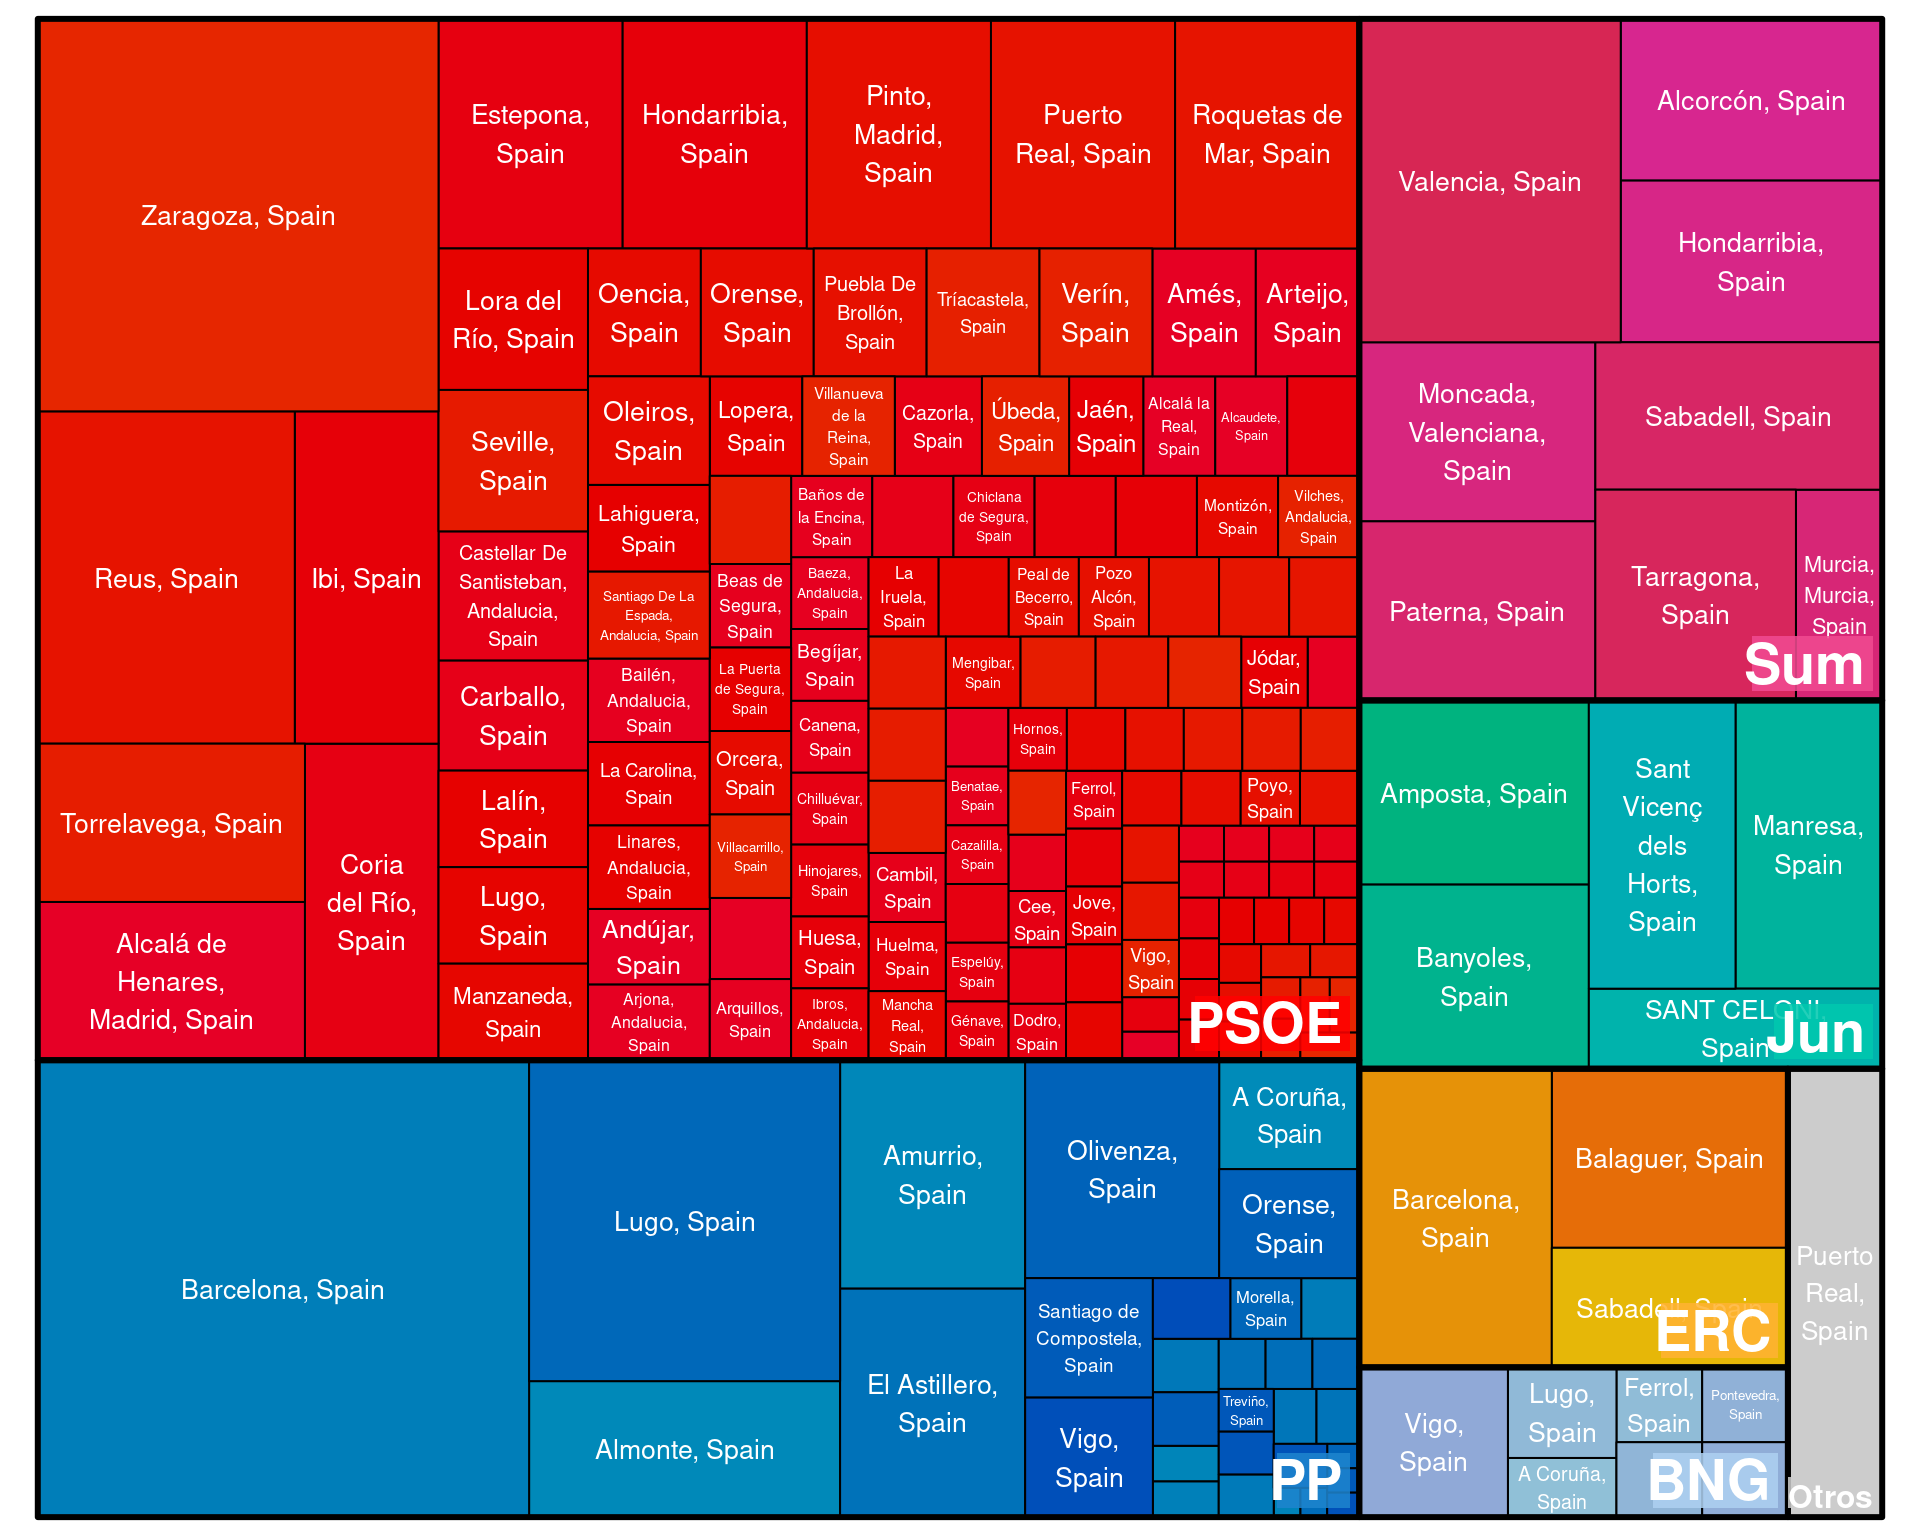 Zaragoza, Spain
Estepona,
Spain
Hondarribia,
Spain
Pinto,
Madrid,
Spain
Puerto
Real, Spain
Roquetas de
Mar, Spain
Reus, Spain
Ibi, Spain
Torrelavega, Spain
Alcalá de
Henares,
Madrid, Spain
Coria
del Río,
Spain
Lora del
Río, Spain
Seville,
Spain
Castellar De
Santisteban,
Andalucia,
Spain
Carballo,
Spain
Lalín,
Spain
Lugo,
Spain
Manzaneda,
Spain
Oencia,
Spain
Orense,
Spain
Puebla De
Brollón,
Spain
Tríacastela,
Spain
Verín,
Spain
Amés,
Spain
Arteijo,
Spain
Oleiros,
Spain
Lahiguera,
Spain
Santiago De La
Espada,
Andalucia, Spain
Bailén,
Andalucia,
Spain
La Carolina,
Spain
Linares,
Andalucia,
Spain
Andújar,
Spain
Arjona,
Andalucia,
Spain
Lopera,
Spain
Villanueva
de la
Reina,
Spain
Cazorla,
Spain
Úbeda,
Spain
Jaén,
Spain
Alcalá la
Real,
Spain
Alcaudete,
Spain
Beas de
Segura,
Spain
La Puerta
de Segura,
Spain
Orcera,
Spain
Villacarrillo,
Spain
Arquillos,
Spain
Baños de
la Encina,
Spain
Chiclana
de Segura,
Spain
Montizón,
Spain
Vilches,
Andalucia,
Spain
Baeza,
Andalucia,
Spain
Begíjar,
Spain
Canena,
Spain
Chilluévar,
Spain
Hinojares,
Spain
Huesa,
Spain
Ibros,
Andalucia,
Spain
La
Iruela,
Spain
Peal de
Becerro,
Spain
Pozo
Alcón,
Spain
Mengibar,
Spain
Jódar,
Spain
Cambil,
Spain
Huelma,
Spain
Mancha
Real,
Spain
Hornos,
Spain
Benatae,
Spain
Cazalilla,
Spain
Espelúy,
Spain
Génave,
Spain
Ferrol,
Spain
Poyo,
Spain
Cee,
Spain
Dodro,
Spain
Jove,
Spain
Vigo,
Spain
PSOE
Barcelona, Spain
Lugo, Spain
Almonte, Spain
Amurrio,
Spain
El Astillero,
Spain
Olivenza,
Spain
A Coruña,
Spain
Orense,
Spain
Santiago de
Compostela,
Spain
Vigo,
Spain
Morella,
Spain
Treviño,
Spain
PP
Valencia, Spain
Alcorcón, Spain
Hondarribia,
Spain
Moncada,
Valenciana,
Spain
Paterna, Spain
Sabadell, Spain
Tarragona,
Spain
Murcia,
Murcia,
Spain
Sum
Amposta, Spain
Banyoles,
Spain
Sant
Vicenç
dels
Horts,
Spain
Manresa,
Spain
SANT CELONI,
Spain
Jun
Barcelona,
Spain
Balaguer, Spain
Sabadell, Spain
ERC
Vigo,
Spain
Lugo,
Spain
A Coruña,
Spain
Ferrol,
Spain
Pontevedra,
Spain
BNG
Puerto
Real,
Spain
Otros